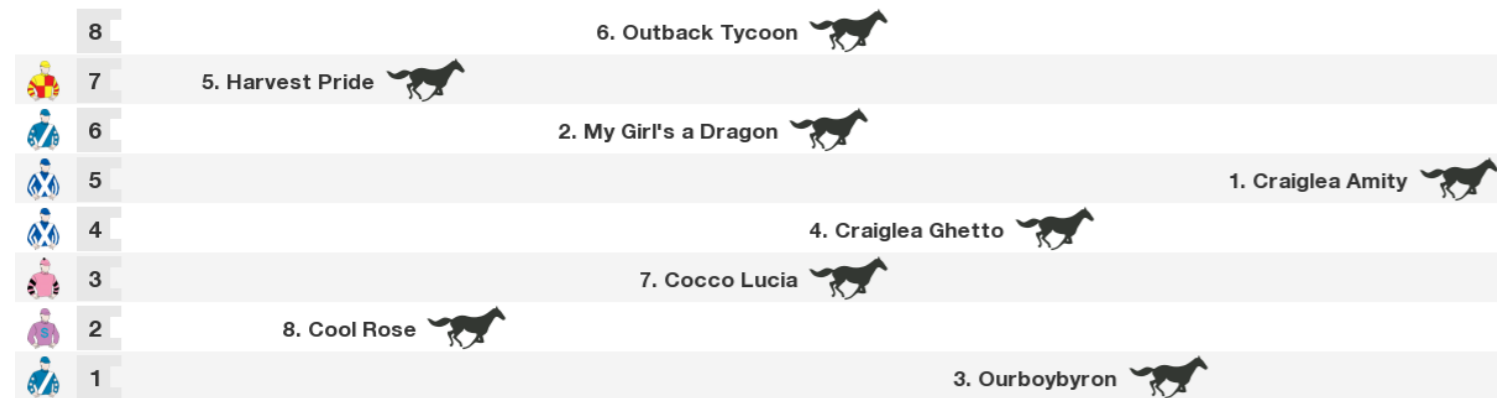 8 6. Outback Tycoon
7 5. Harvest Pride
6 2. My Girl's a Dragon
5 1. Craiglea Amity
4 4. Craiglea Ghetto
3 7. Cocco Lucia
S 2 8. Cool Rose
1 3. Ourboybyron